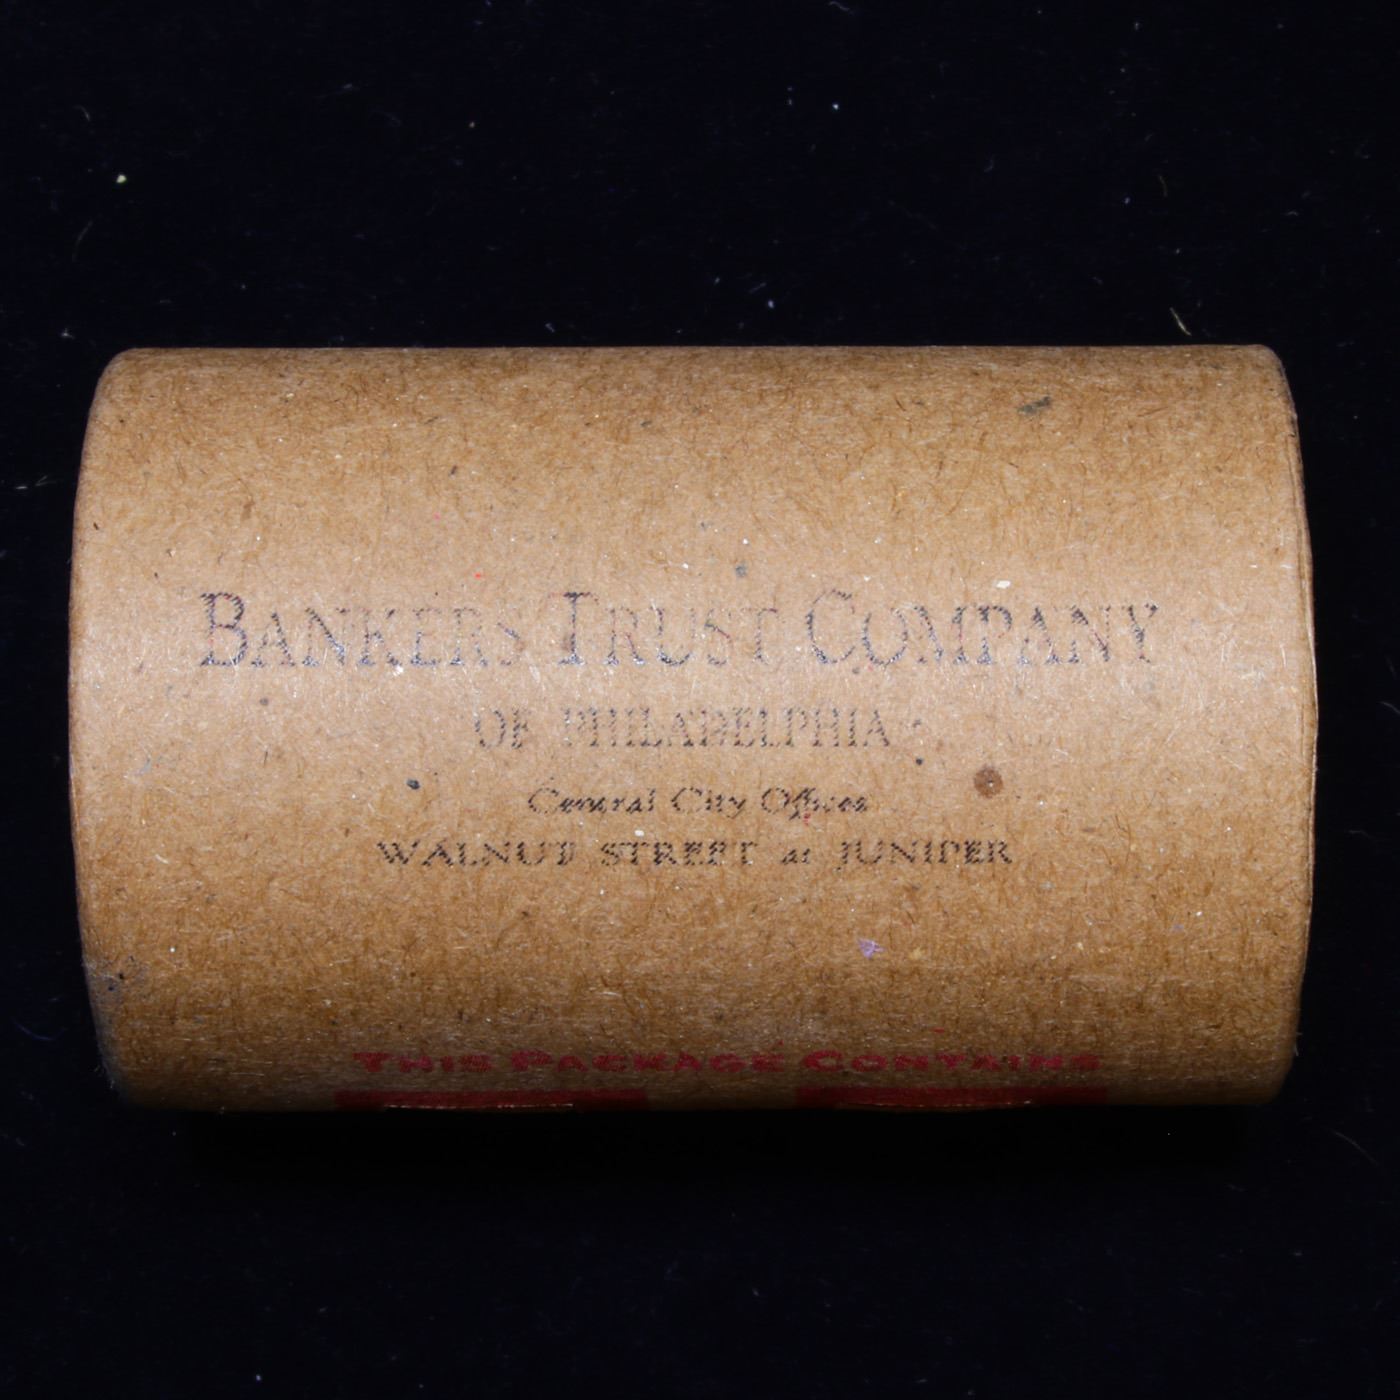 BANKERS TRUST COMPANY
OF PHILADELPHIA
Central City Offices
WALNUT STREET at JUNIPER
THIS PACKAGE CONTAINS